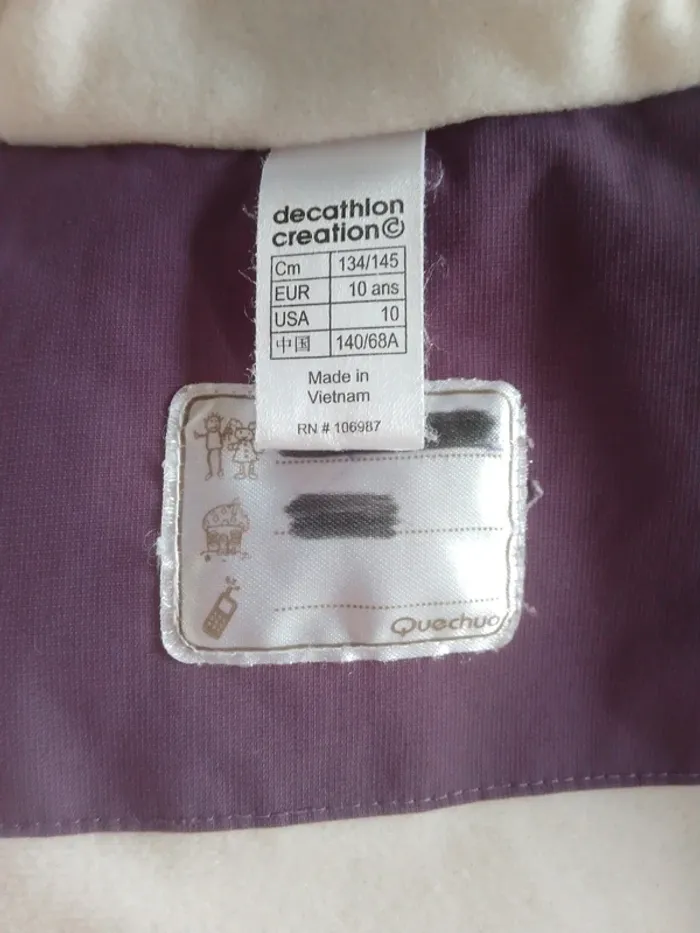 decathlon
creation©
Cm 134/145
EUR 10 ans
USA 10
中国 140/68A
Made in
Vietnam
RN # 106987
Quechua